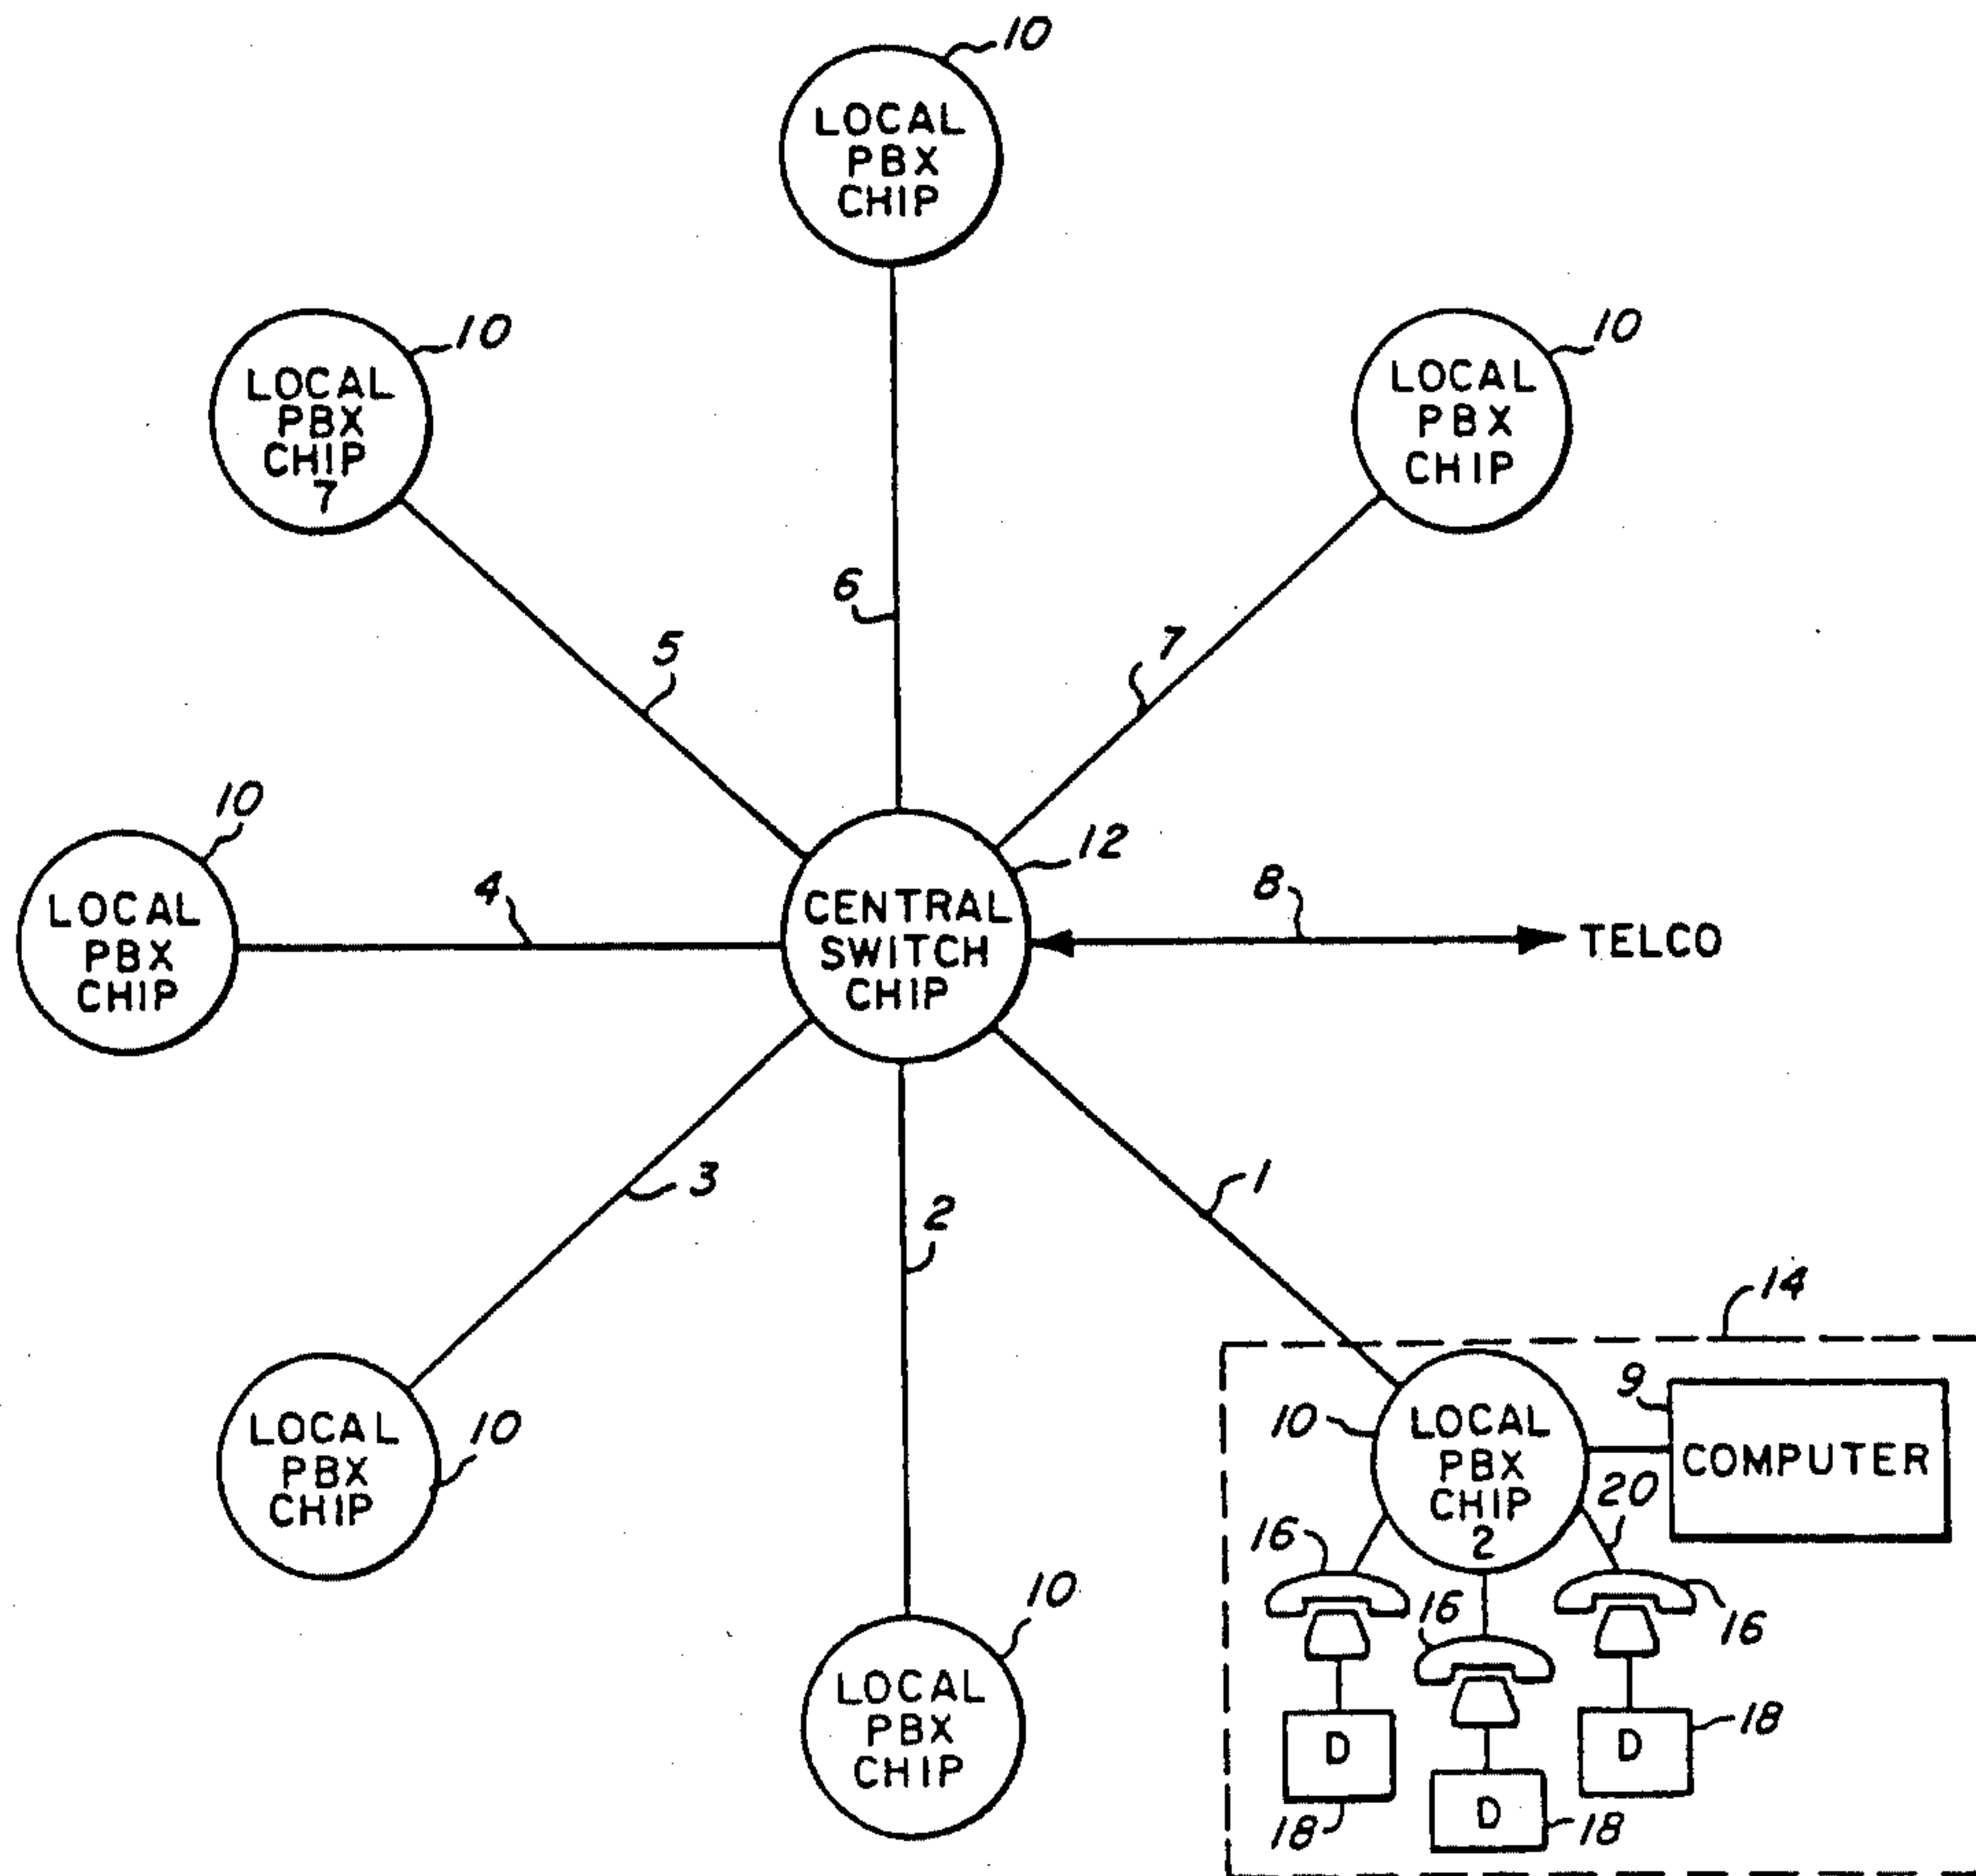 10
LOCAL
PBX
CHIP
10
LOCAL
PBX
CHIP
7
10
LOCAL
PBX
CHIP
6
5
7
10
LOCAL
PBX
CHIP
4
12
CENTRAL
SWITCH
CHIP
8
TELCO
3
2
1
14
10
LOCAL
PBX
CHIP
10
LOCAL
PBX
CHIP
2
9
COMPUTER
20
16
16
16
10
LOCAL
PBX
CHIP
D
18
D
18
D
18